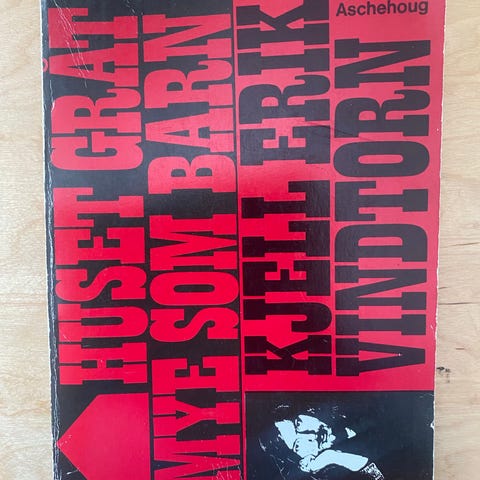 Aschehoug
HUSET GRÅT
MYE SOM BARN
KJELL ERIK
VINDTORN